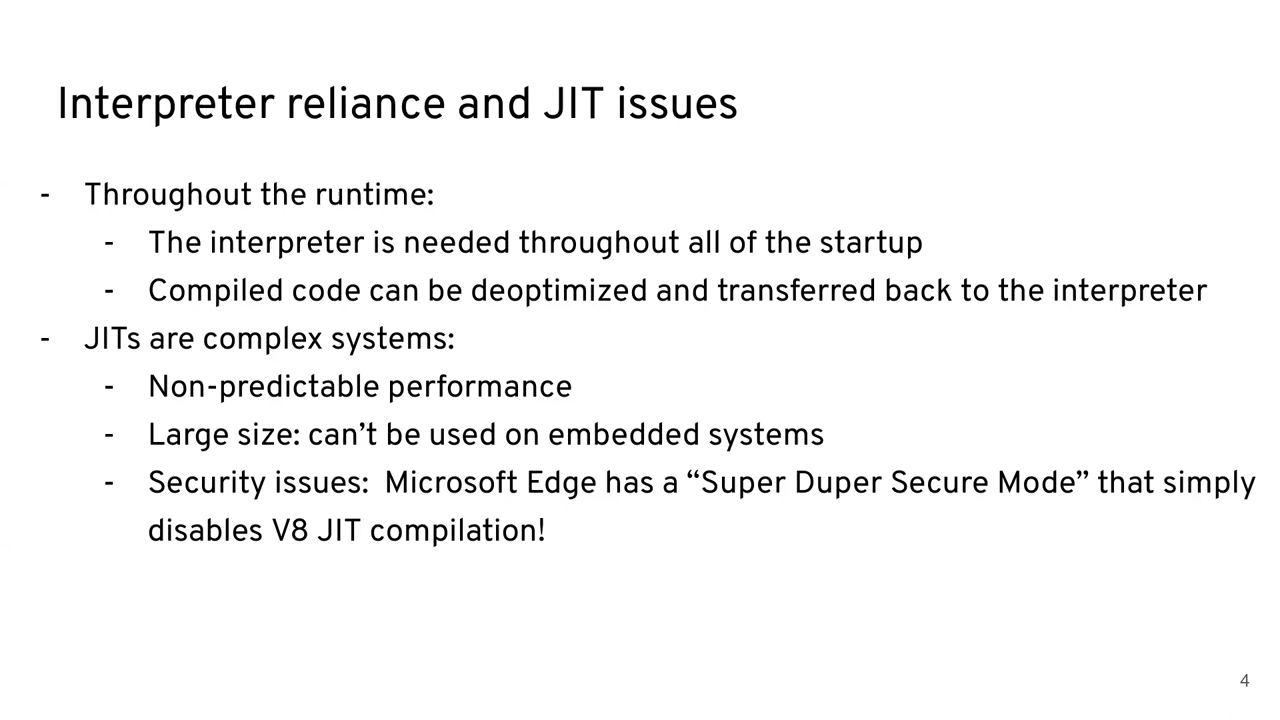 Interpreter reliance and JIT issues
- Throughout the runtime:
- The interpreter is needed throughout all of the startup
- Compiled code can be deoptimized and transferred back to the interpreter
- JITs are complex systems:
- Non-predictable performance
- Large size: can’t be used on embedded systems
- Security issues:  Microsoft Edge has a “Super Duper Secure Mode” that simply
disables V8 JIT compilation!
4